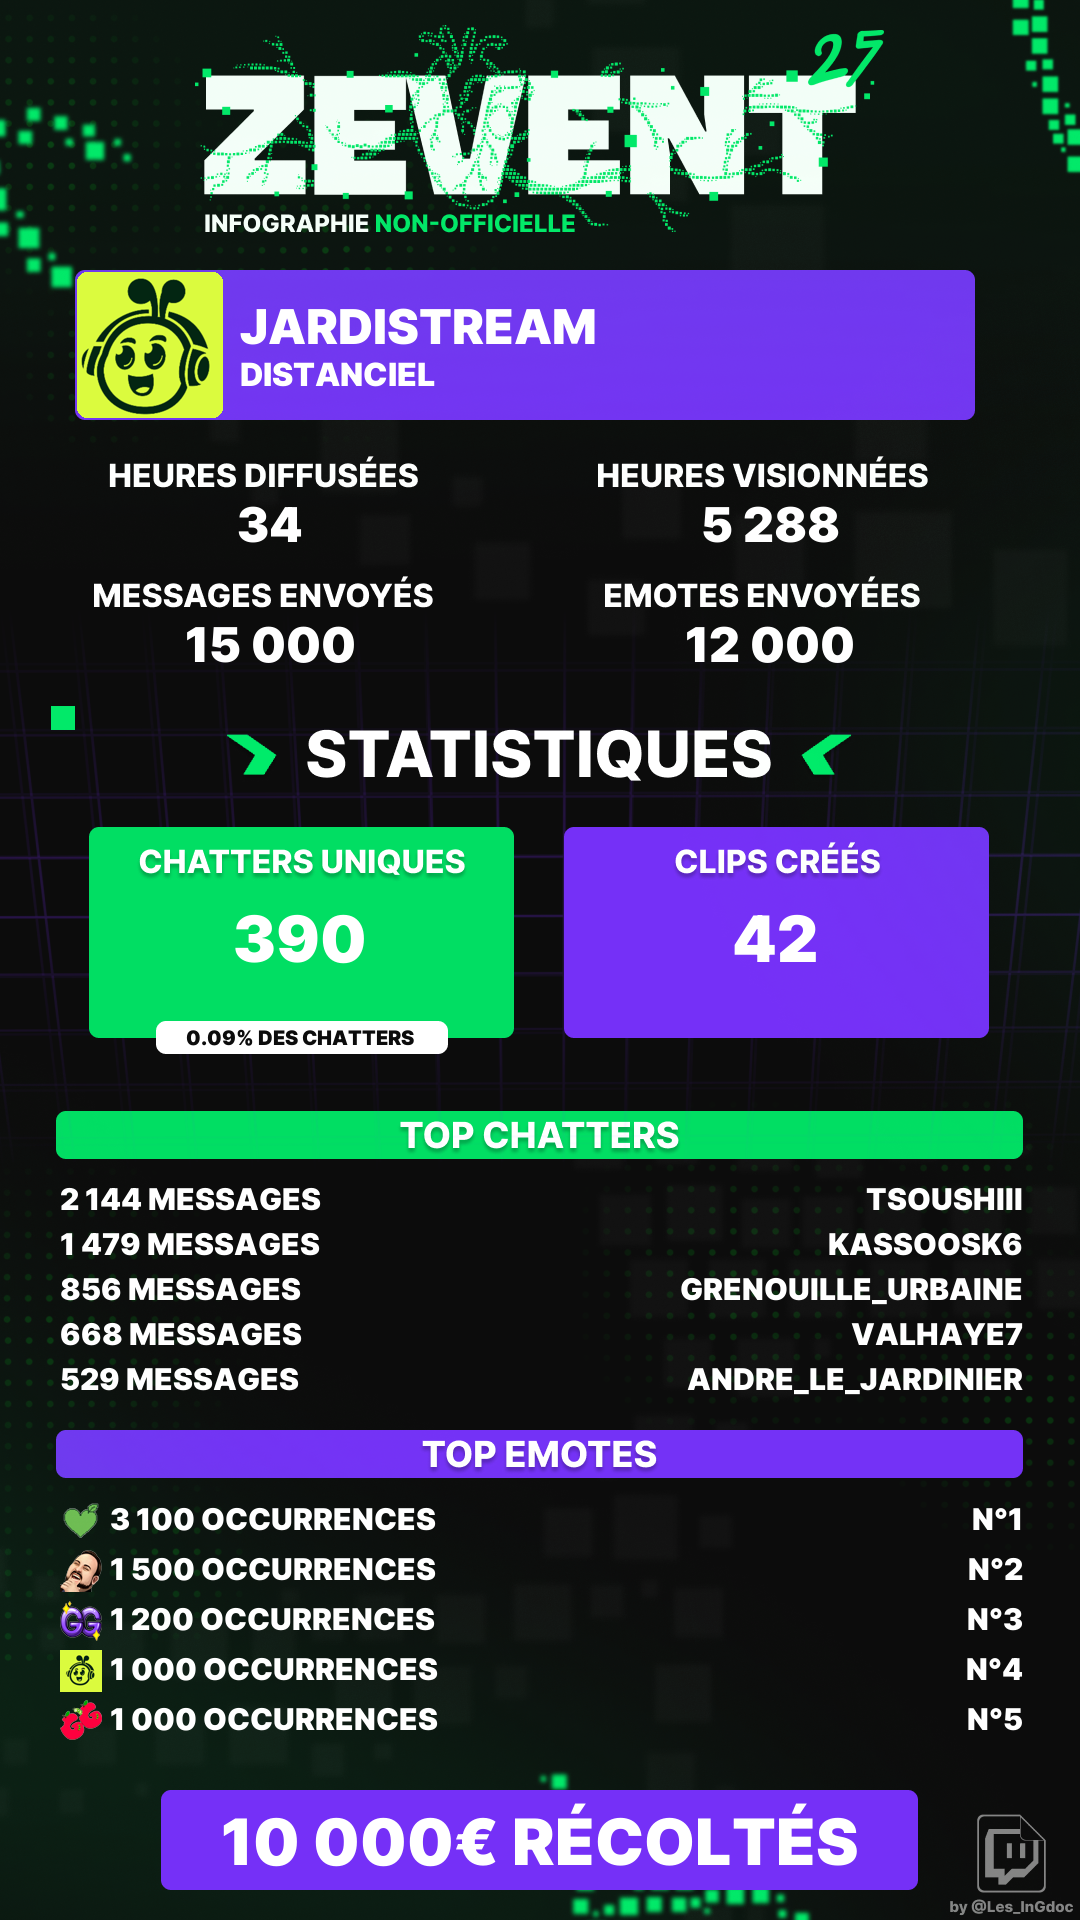 ZEVENT 25
INFOGRAPHIE NON-OFFICIELLE
JARDISTREAM
DISTANCIEL
HEURES DIFFUSÉES
34
HEURES VISIONNÉES
5 288
MESSAGES ENVOYÉS
15 000
EMOTES ENVOYÉES
12 000
STATISTIQUES
CHATTERS UNIQUES
390
0.09% DES CHATTERS
CLIPS CRÉÉS
42
TOP CHATTERS
2 144 MESSAGES TSOUSHIII
1 479 MESSAGES KASSOOSK6
856 MESSAGES GRENOUILLE_URBAINE
668 MESSAGES VALHAYE7
529 MESSAGES ANDRE_LE_JARDINIER
TOP EMOTES
3 100 OCCURRENCES N°1
1 500 OCCURRENCES N°2
GG 1 200 OCCURRENCES N°3
1 000 OCCURRENCES N°4
1 000 OCCURRENCES N°5
10 000€ RÉCOLTÉS
by @Les_InGdoc